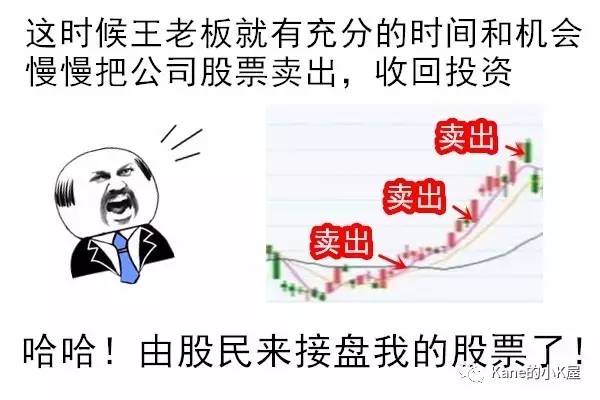 这时候王老板就有充分的时间和机会
慢慢把公司股票卖出，收回投资
卖出
卖出
卖出
哈哈！由股民来接盘我的股票了！
Kane的小K屋